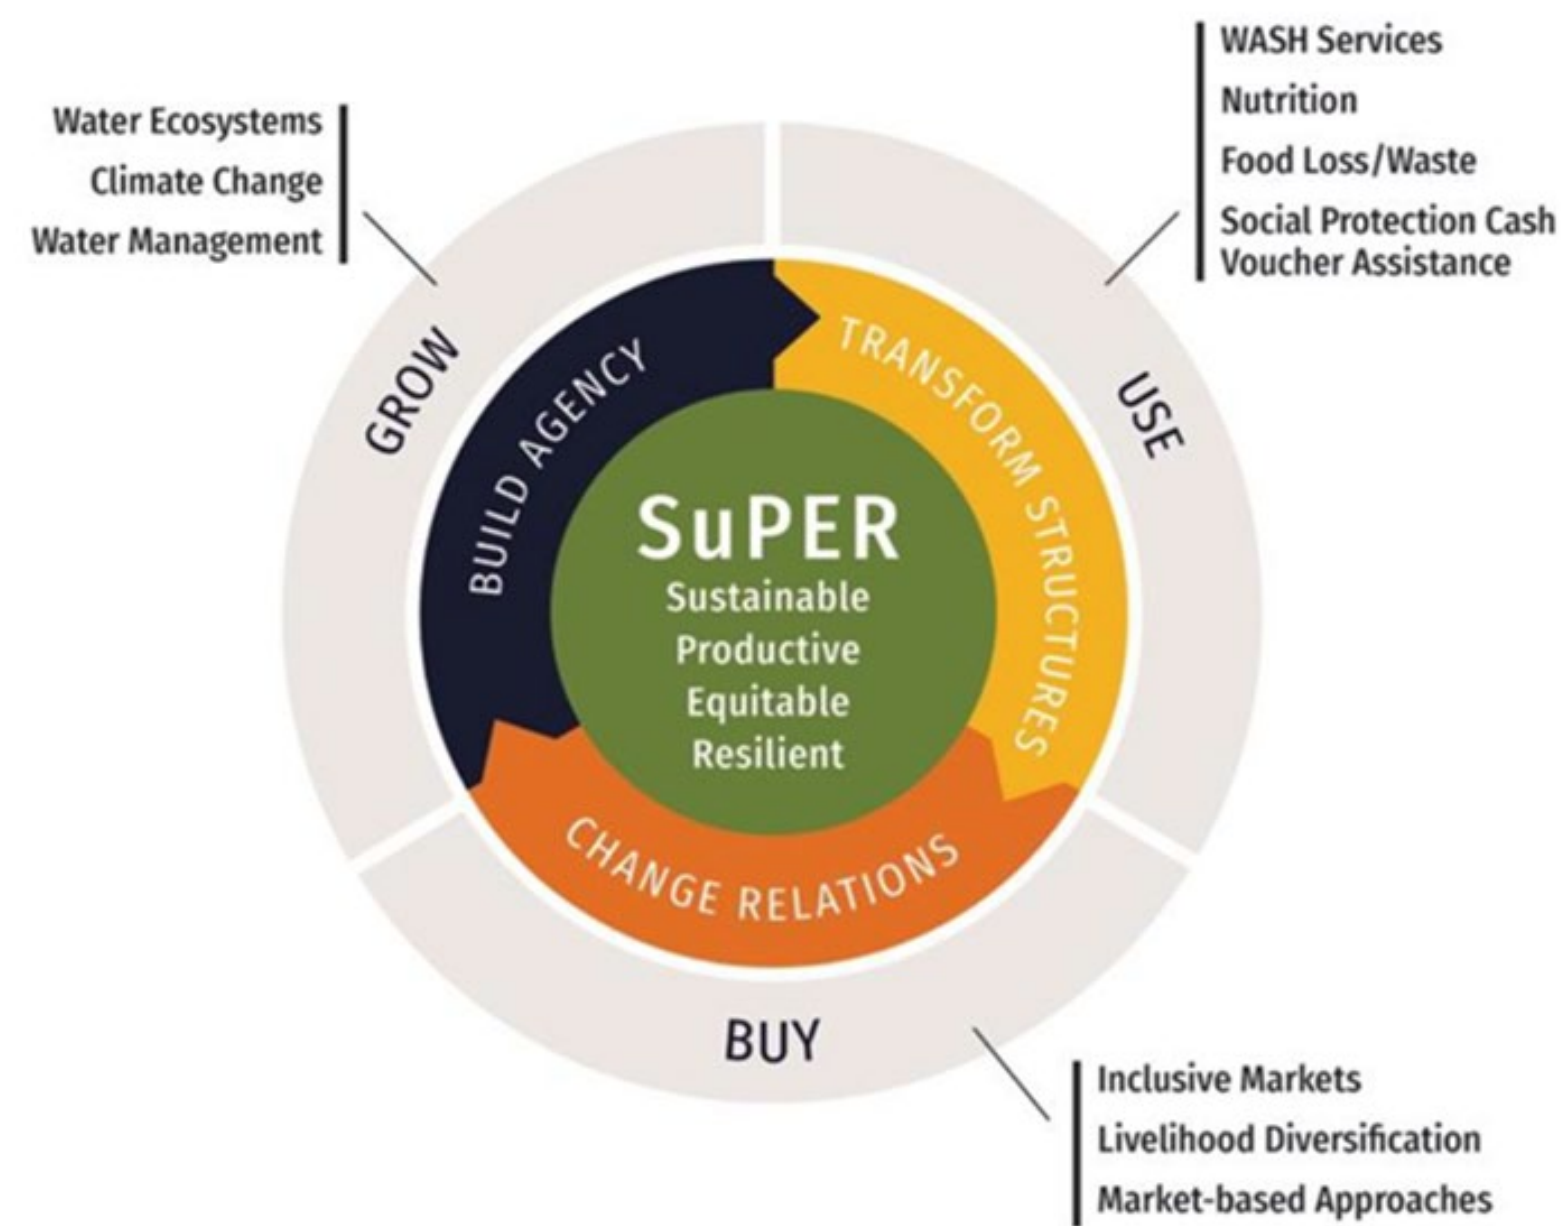 WASH Services
Nutrition
Food Loss/Waste
Social Protection Cash
Voucher Assistance
Water Ecosystems
Climate Change
Water Management
GROW
USE
BUILD AGENCY
TRANSFORM STRUCTURES
SuPER
Sustainable
Productive
Equitable
Resilient
CHANGE RELATIONS
BUY
Inclusive Markets
Livelihood Diversification
Market-based Approaches